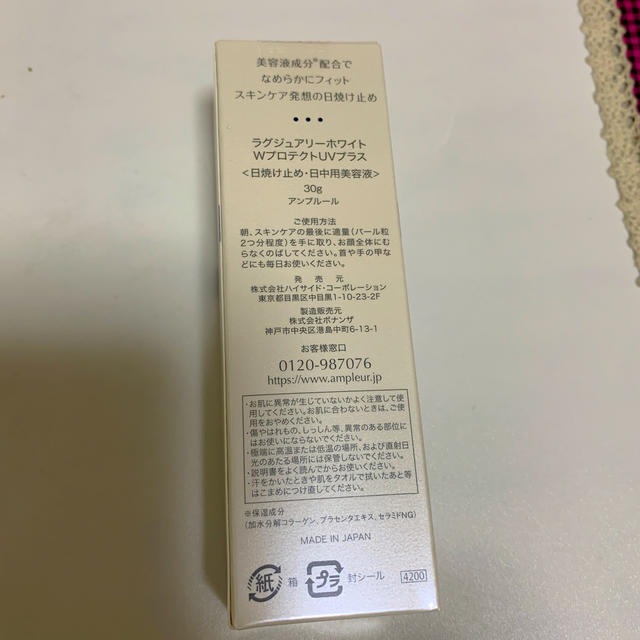 美容液成分※配合で
なめらかにフィット
スキンケア発想の日焼け止め
ラグジュアリーホワイト
WプロテクトUVプラス
<日焼け止め・日中用美容液>
30g
アンプルール
ご使用方法
朝、スキンケアの最後に適量(パール粒
2つ分程度)を手に取り、お顔全体にむ
らなくのばしてください。首や手の甲な
どにも毎日お使いください。
発売元
株式会社ハイサイド・コーポレーション
東京都目黒区中目黒1-10-23-2F
製造販売元
株式会社ボナンザ
神戸市中央区港島中町6-13-1
お客様窓口
0120-987076
https://www.ampleur.jp
・お肌に異常が生じていないかよく注意して使
用してください。お肌に合わないときは、ご使
用をおやめください。
・傷やはれもの、しっしん等、異常のある部位に
はお使いにならないでください。
・極端に高温または低温の場所、および直射日
光のあたる場所には保管しないでください。
・説明書をよく読んでからお使いください。
・汗をかいたときや肌をタオルで拭いたあと等
はこまめにつけ直してください。
※保湿成分
(加水分解コラーゲン、プラセンタエキス、セラミドNG)
MADE IN JAPAN
紙 箱 プラ 封シール 4200